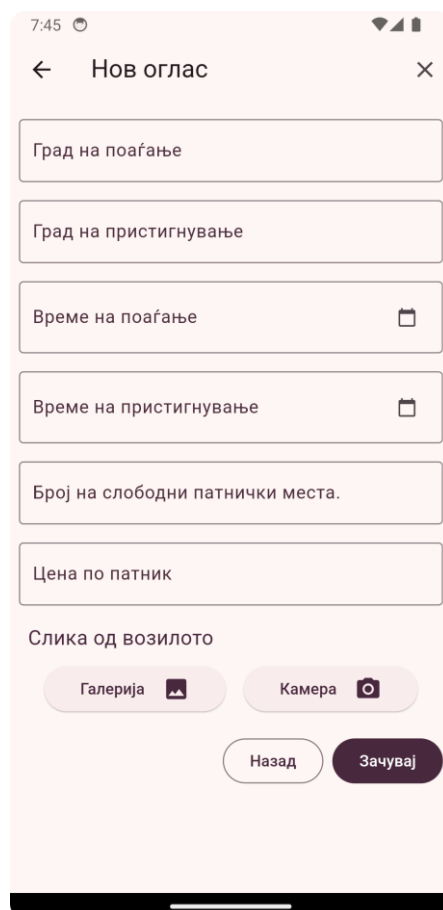 7:45
Нов оглас
Град на поаѓање
Град на пристигнување
Време на поаѓање
Време на пристигнување
Број на слободни патнички места.
Цена по патник
Слика од возилото
Галерија Камера
Назад Зачувај